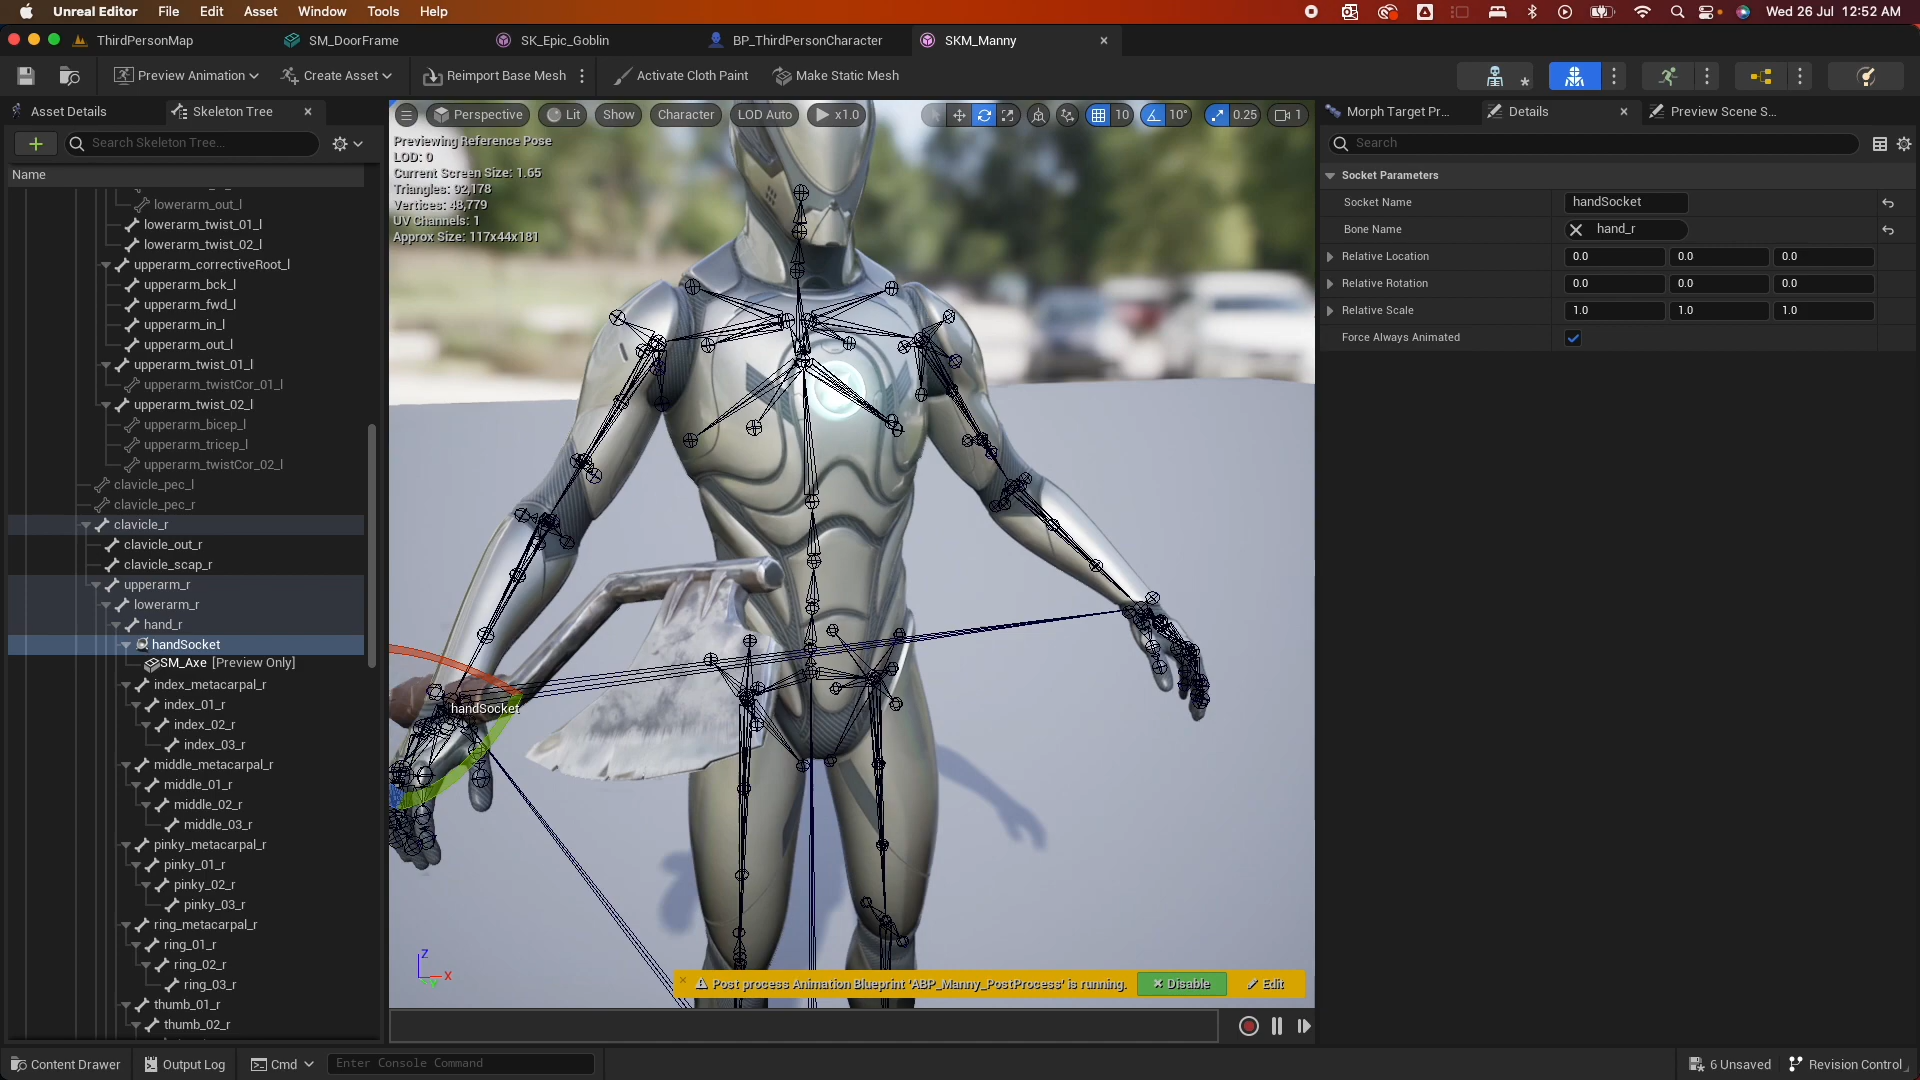 Unreal Editor File Edit Asset Window Tools Help Wed 26 Jul 12:52 AM
ThirdPersonMap SM_DoorFrame SK_Epic_Goblin BP_ThirdPersonCharacter SKM_Manny
Preview Animation Create Asset Reimport Base Mesh Activate Cloth Paint Make Static Mesh
Asset Details Skeleton Tree
Search Skeleton Tree...
Name
lowerarm_out_l
lowerarm_twist_01_l
lowerarm_twist_02_l
upperarm_correctiveRoot_l
upperarm_bck_l
upperarm_fwd_l
upperarm_in_l
upperarm_out_l
upperarm_twist_01_l
upperarm_twistCor_01_l
upperarm_twist_02_l
upperarm_bicep_l
upperarm_tricep_l
upperarm_twistCor_02_l
clavicle_pec_l
clavicle_pec_r
clavicle_r
clavicle_out_r
clavicle_scap_r
upperarm_r
lowerarm_r
hand_r
handSocket
SM_Axe [Preview Only]
index_metacarpal_r
index_01_r
index_02_r
index_03_r
middle_metacarpal_r
middle_01_r
middle_02_r
middle_03_r
pinky_metacarpal_r
pinky_01_r
pinky_02_r
pinky_03_r
ring_metacarpal_r
ring_01_r
ring_02_r
ring_03_r
thumb_01_r
thumb_02_r
Perspective Lit Show Character LOD Auto x1.0 10 10° 0.25 1
Previewing Reference Pose
LOD: 0
Current Screen Size: 1.65
Triangles: 92,178
Vertices: 48,779
UV Channels: 1
Approx Size: 117x44x181
handSocket
Z
X
Y
Post process Animation Blueprint 'ABP_Manny_PostProcess' is running. Disable Edit
Morph Target Pr... Details Preview Scene S...
Search
Socket Parameters
Socket Name handSocket
Bone Name hand_r
Relative Location 0.0 0.0 0.0
Relative Rotation 0.0 0.0 0.0
Relative Scale 1.0 1.0 1.0
Force Always Animated
Content Drawer Output Log Cmd Enter Console Command 6 Unsaved Revision Control